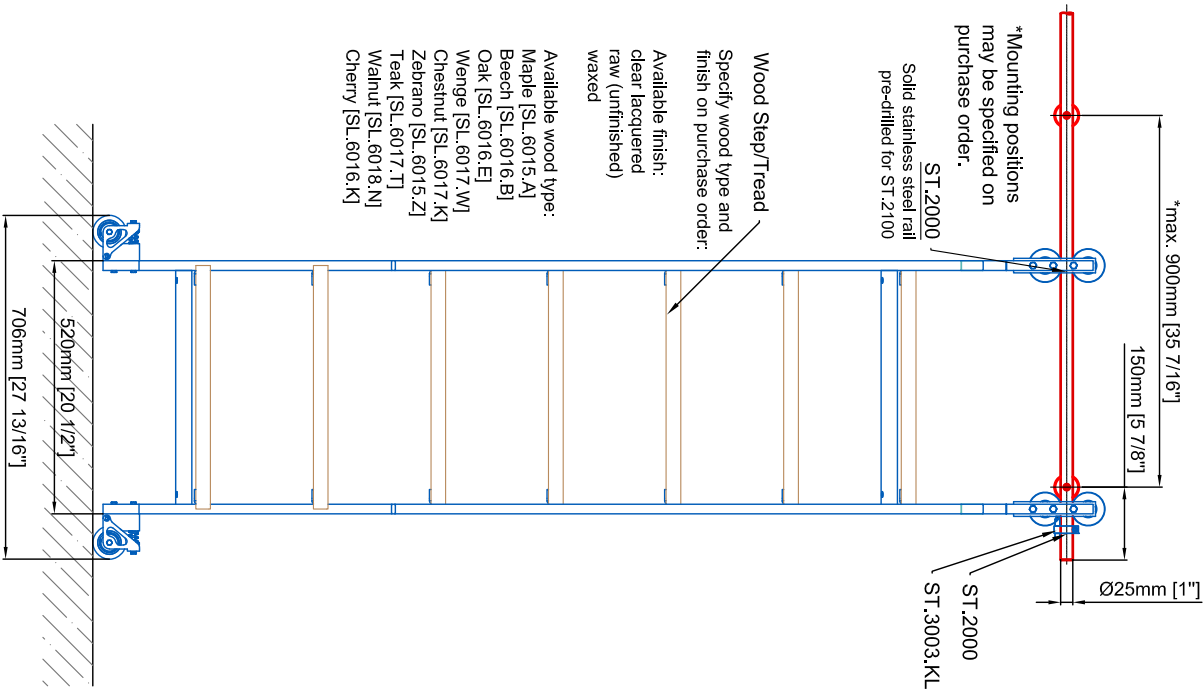 *Mounting positions
may be specified on
purchase order.
*max. 900mm [35 7/16"]
150mm [5 7/8"]
Ø25mm [1"]
ST.2000
Solid stainless steel rail
pre-drilled for ST.2100
ST.2000
ST.3003.KL
Wood Step/Tread
Specify wood type and
finish on purchase order:
Available finish:
clear lacquered
raw (unfinished)
waxed
Available wood type:
Maple [SL.6015.A]
Beech [SL.6016.B]
Oak [SL.6016.E]
Wenge [SL.6017.W]
Chestnut [SL.6017.K]
Zebrano [SL.6015.Z]
Teak [SL.6017.T]
Walnut [SL.6018.N]
Cherry [SL.6016.K]
520mm [20 1/2"]
706mm [27 13/16"]